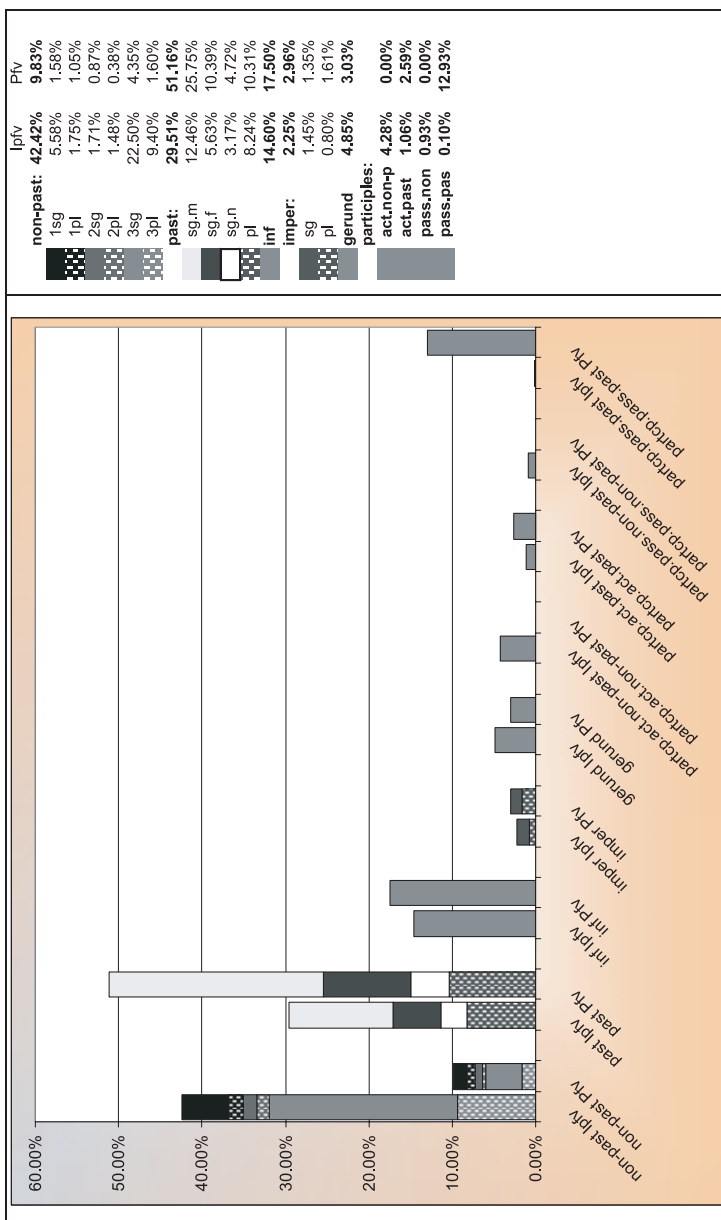 Ipfv Pfv
non-past: 42.42% 9.83%
1sg 5.58% 1.58%
1pl 1.75% 1.05%
2sg 1.71% 0.87%
2pl 1.48% 0.38%
3sg 22.50% 4.35%
3pl 9.40% 1.60%
past: 29.51% 51.16%
sg.m 12.46% 25.75%
sg.f 5.63% 10.39%
sg.n 3.17% 4.72%
pl 8.24% 10.31%
inf 14.60% 17.50%
imper: 2.25% 2.96%
sg 1.45% 1.35%
pl 0.80% 1.61%
gerund 4.85% 3.03%
participles:
act.non-p 4.28% 0.00%
act.past 1.06% 2.59%
pass.non 0.93% 0.00%
pass.pas 0.10% 12.93%
60.00%
50.00%
40.00%
30.00%
20.00%
10.00%
0.00%
non-past Ipfv
non-past Pfv
past Ipfv
past Pfv
inf Ipfv
inf Pfv
imper Ipfv
imper Pfv
gerund Ipfv
gerund Pfv
partcp.act.non-past Ipfv
partcp.act.non-past Pfv
partcp.act.past Ipfv
partcp.act.past Pfv
partcp.pass.non-past Ipfv
partcp.pass.non-past Pfv
partcp.pass.past Ipfv
partcp.pass.past Pfv